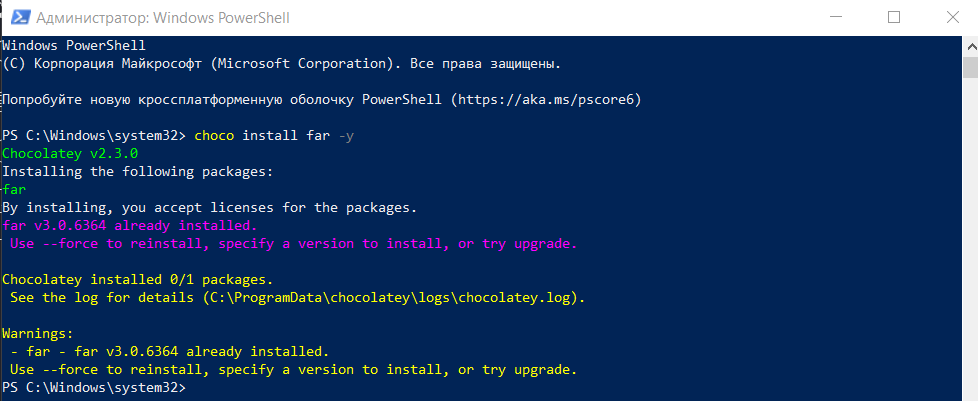 Администратор: Windows PowerShell
Windows PowerShell
(C) Корпорация Майкрософт (Microsoft Corporation). Все права защищены.
Попробуйте новую кроссплатформенную оболочку PowerShell (https://aka.ms/pscore6)
PS C:\Windows\system32> choco install far -y
Chocolatey v2.3.0
Installing the following packages:
far
By installing, you accept licenses for the packages.
far v3.0.6364 already installed.
 Use --force to reinstall, specify a version to install, or try upgrade.
Chocolatey installed 0/1 packages.
 See the log for details (C:\ProgramData\chocolatey\logs\chocolatey.log).
Warnings:
 - far - far v3.0.6364 already installed.
 Use --force to reinstall, specify a version to install, or try upgrade.
PS C:\Windows\system32>